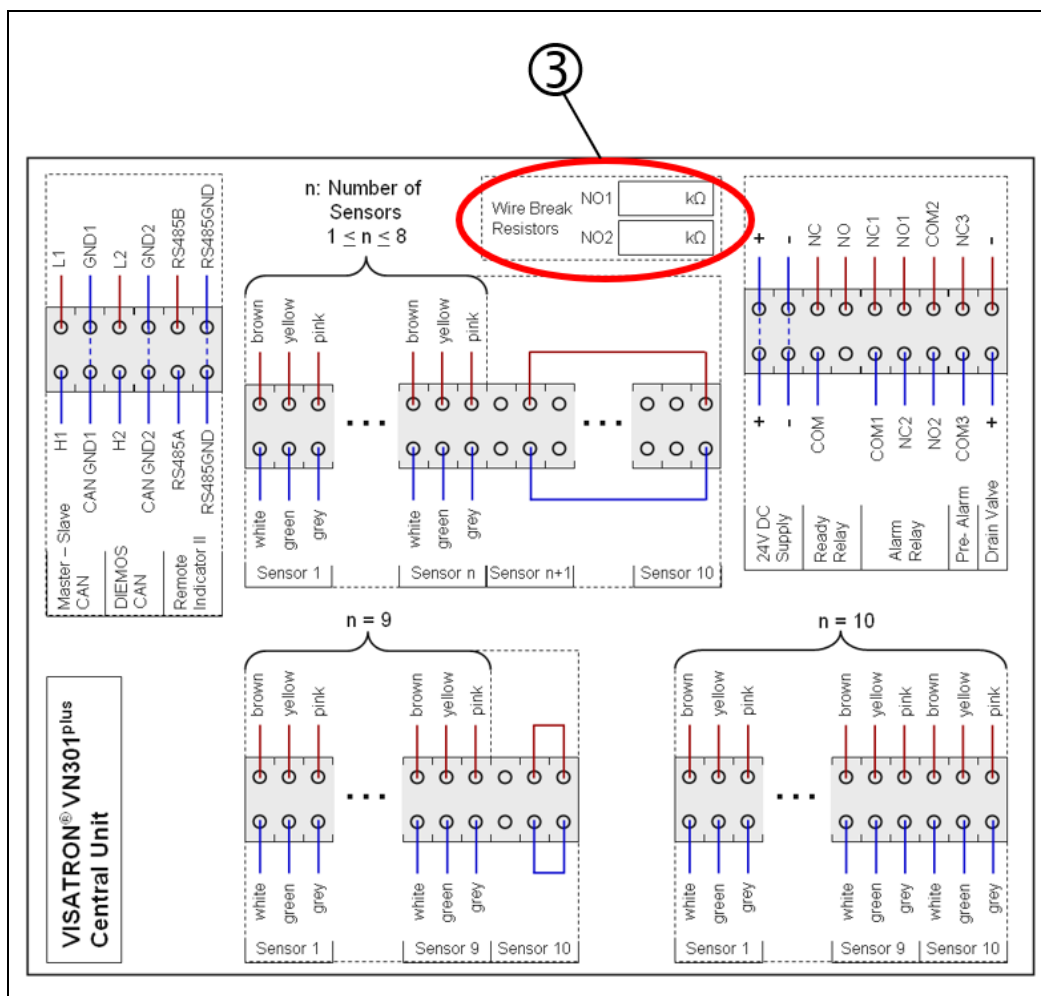 3
n: Number of
Sensors
1 ≤ n ≤ 8
Wire Break
Resistors
NO1
kΩ
NO2
kΩ
L1
GND1
L2
GND2
RS485B
RS485GND
H1
CAN GND1
H2
CAN GND2
RS485A
RS485GND
Master – Slave
CAN
DIEMOS
CAN
Remote
Indicator II
brown
yellow
pink
brown
yellow
pink
...
...
white
green
grey
white
green
grey
Sensor 1
Sensor n
Sensor n+1
Sensor 10
+
-
NC
NO
NC1
NO1
COM2
NC3
-
+
-
COM
COM1
NC2
NO2
COM3
+
24V DC
Supply
Ready
Relay
Alarm
Relay
Pre- Alarm
Drain Valve
VISATRON® VN301plus
Central Unit
n = 9
brown
yellow
pink
brown
yellow
pink
...
white
green
grey
white
green
grey
Sensor 1
Sensor 9
Sensor 10
n = 10
brown
yellow
pink
brown
yellow
pink
brown
yellow
pink
...
white
green
grey
white
green
grey
white
green
grey
Sensor 1
Sensor 9
Sensor 10